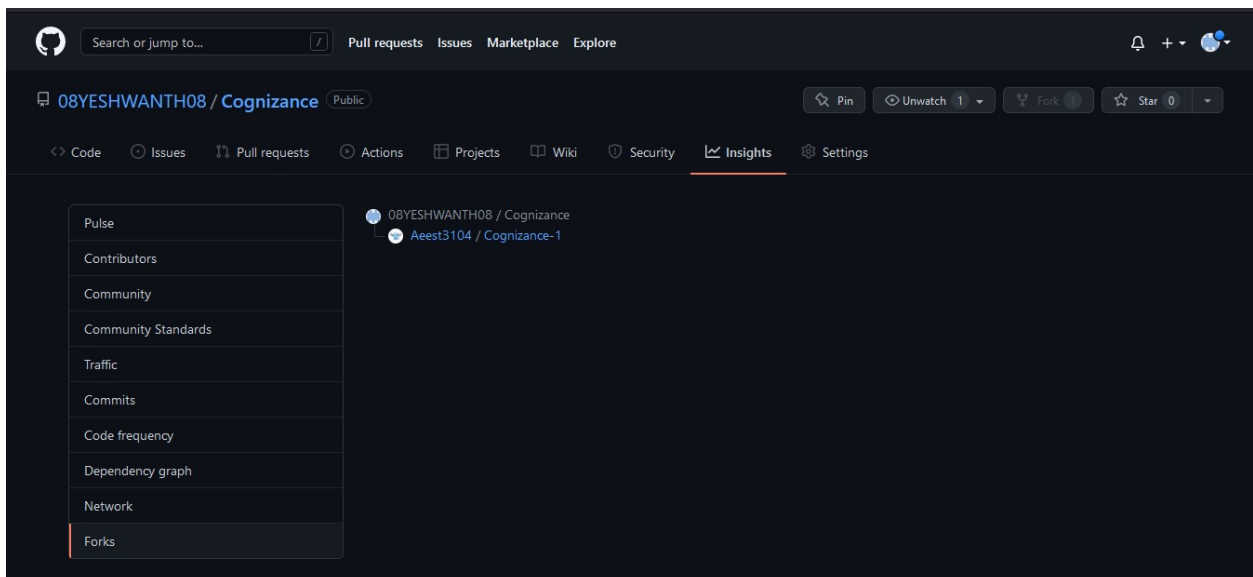 Search or jump to... / Pull requests Issues Marketplace Explore
08YESHWANTH08 / Cognizance Public Pin Unwatch 1 Fork 1 Star 0
<> Code Issues Pull requests Actions Projects Wiki Security Insights Settings
Pulse
Contributors
Community
Community Standards
Traffic
Commits
Code frequency
Dependency graph
Network
Forks
08YESHWANTH08 / Cognizance
Aeest3104 / Cognizance-1